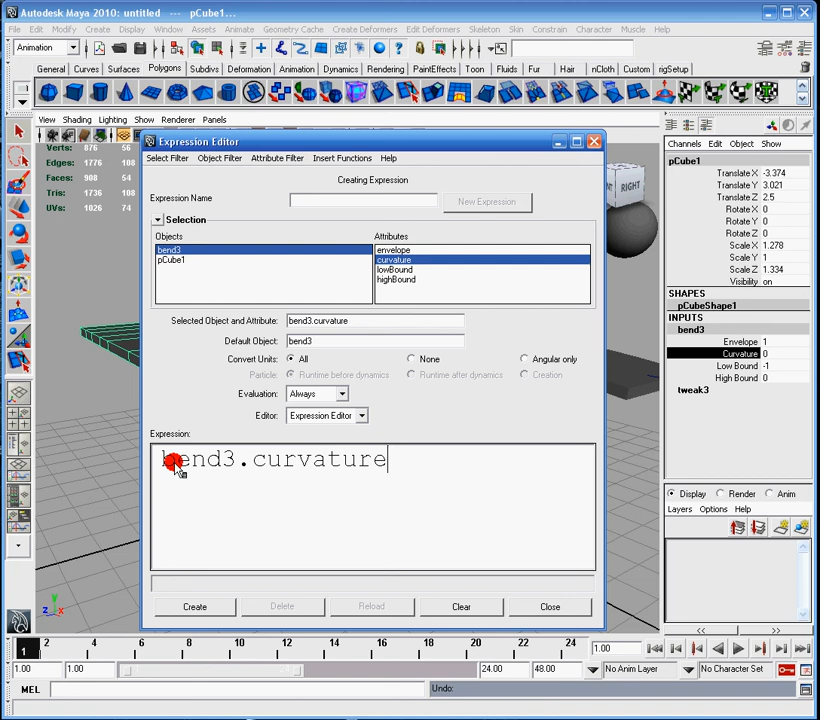 Autodesk Maya 2010: untitled --- pCube1...
File Edit Modify Create Display Window Assets Animate Geometry Cache Create Deformers Edit Deformers Skeleton Skin Constrain Character Muscle Help
Animation
General Curves Surfaces Polygons Subdivs Deformation Animation Dynamics Rendering PaintEffects Toon Fluids Fur Hair nCloth Custom rigSetup
View Shading Lighting Show Renderer Panels
Verts: 876 56
Edges: 1776 108
Faces: 908 54
Tris: 1736 108
UVs: 1026 74
RIGHT
Expression Editor
Select Filter Object Filter Attribute Filter Insert Functions Help
Creating Expression
Expression Name
New Expression
Selection
Objects Attributes
bend3
pCube1
envelope
curvature
lowBound
highBound
Selected Object and Attribute: bend3.curvature
Default Object: bend3
Convert Units: All None Angular only
Particle: Runtime before dynamics Runtime after dynamics Creation
Evaluation: Always
Editor: Expression Editor
Expression:
bend3.curvature
Create Delete Reload Clear Close
Channels Edit Object Show
pCube1
Translate X -3.374
Translate Y 3.021
Translate Z 2.5
Rotate X 0
Rotate Y 0
Rotate Z 0
Scale X 1.278
Scale Y 1
Scale Z 1.334
Visibility on
SHAPES
pCubeShape1
INPUTS
bend3
Envelope 1
Curvature 0
Low Bound -1
High Bound 0
tweak3
Display Render Anim
Layers Options Help
y
z x
1 2 4 6 8 10 12 14 16 18 20 22 24
1.00
1.00 1.00 24.00 48.00 No Anim Layer No Character Set
MEL Undo: